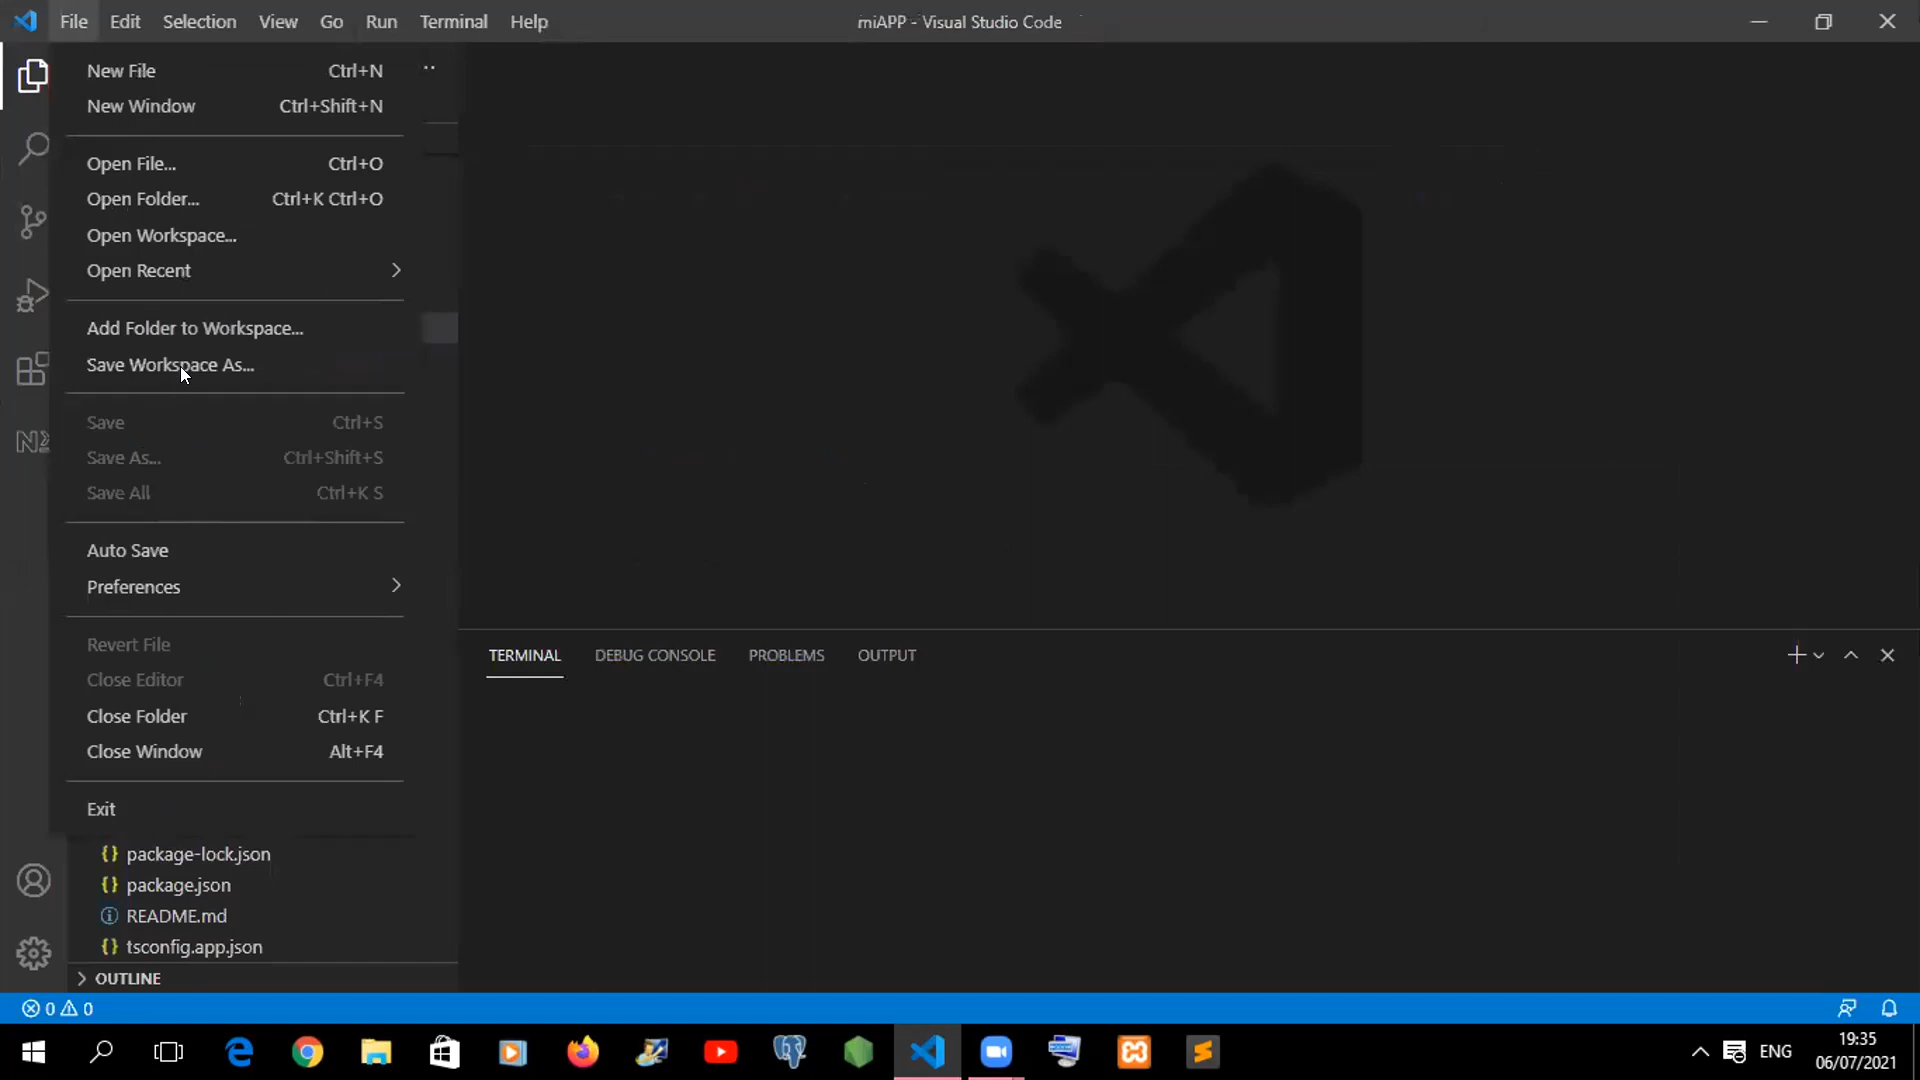 File Edit Selection View Go Run Terminal Help
miAPP - Visual Studio Code
New File Ctrl+N
New Window Ctrl+Shift+N
Open File... Ctrl+O
Open Folder... Ctrl+K Ctrl+O
Open Workspace...
Open Recent
Add Folder to Workspace...
Save Workspace As...
Save Ctrl+S
Save As... Ctrl+Shift+S
Save All Ctrl+K S
Auto Save
Preferences
Revert File
Close Editor Ctrl+F4
Close Folder Ctrl+K F
Close Window Alt+F4
Exit
package-lock.json
package.json
README.md
tsconfig.app.json
OUTLINE
TERMINAL DEBUG CONSOLE PROBLEMS OUTPUT
0 0
ENG
19:35
06/07/2021